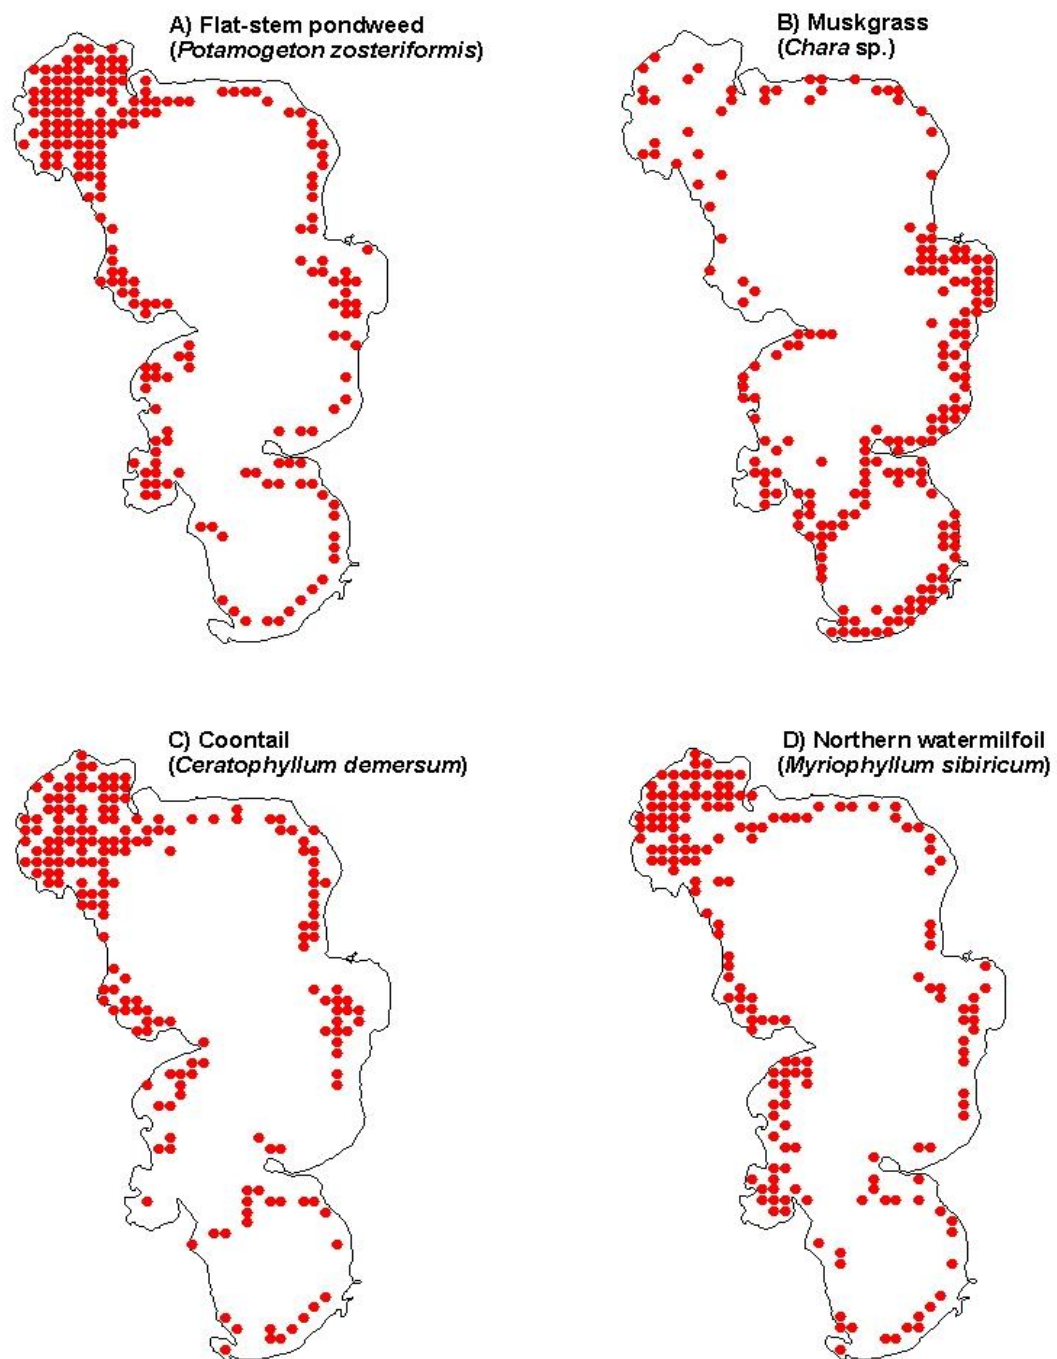 A) Flat-stem pondweed
(Potamogeton zosteriformis)
B) Muskgrass
(Chara sp.)
C) Coontail
(Ceratophyllum demersum)
D) Northern watermilfoil
(Myriophyllum sibiricum)